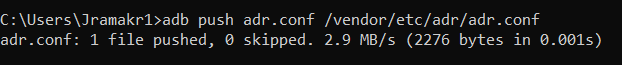 C:\Users\Jramakr1>adb push adr.conf /vendor/etc/adr/adr.conf
adr.conf: 1 file pushed, 0 skipped. 2.9 MB/s (2276 bytes in 0.001s)